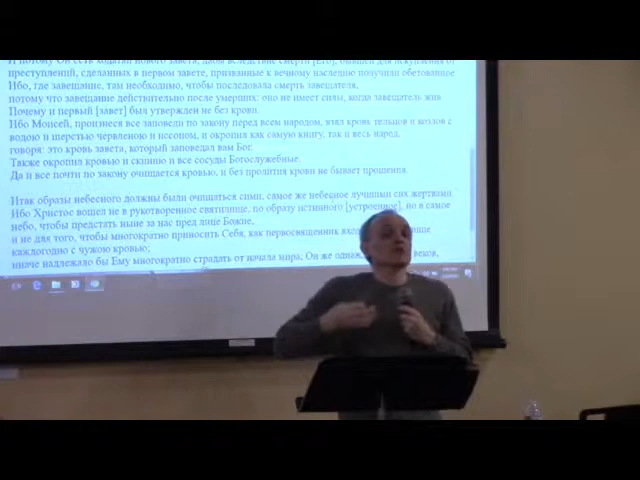 И потому Он есть ходатай нового завета, дабы вследствие смерти [Его], бывшей для искупления от
преступлений, сделанных в первом завете, призванные к вечному наследию получили обетованное
Ибо, где завещание, там необходимо, чтобы последовала смерть завещателя,
потому что завещание действительно после умерших: оно не имеет силы, когда завещатель жив
Почему и первый [завет] был утвержден не без крови.
Ибо Моисей, произнеся все заповеди по закону перед всем народом, взял кровь тельцов и козлов с
водою и шерстью червленою и иссопом, и окропил как самую книгу, так и весь народ,
говоря: это кровь завета, который заповедал вам Бог.
Также окропил кровью и скинию и все сосуды Богослужебные.
Да и все почти по закону очищается кровью, и без пролития крови не бывает прощения.
Итак образы небесного должны были очищаться сими, самое же небесное лучшими сих жертвами.
Ибо Христос вошел не в рукотворенное святилище, по образу истинного [устроенное], но в самое
небо, чтобы предстать ныне за нас пред лице Божие,
и не для того, чтобы многократно приносить Себя, как первосвященник входит
каждогодно с чужою кровью;
иначе надлежало бы Ему многократно страдать от начала мира; Он же однажды веков,